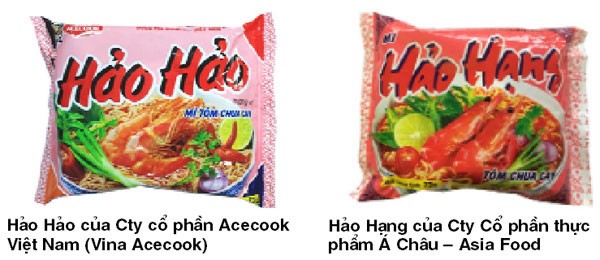 ACECOOK
Hảo Hảo
MÌ TÔM CHUA CAY
Hảo Hảo của Cty cổ phần Acecook
Việt Nam (Vina Acecook)
MÌ
Hảo Hạng
TÔM CHUA CAY
Hảo Hạng của Cty Cổ phần thực
phẩm Á Châu – Asia Food